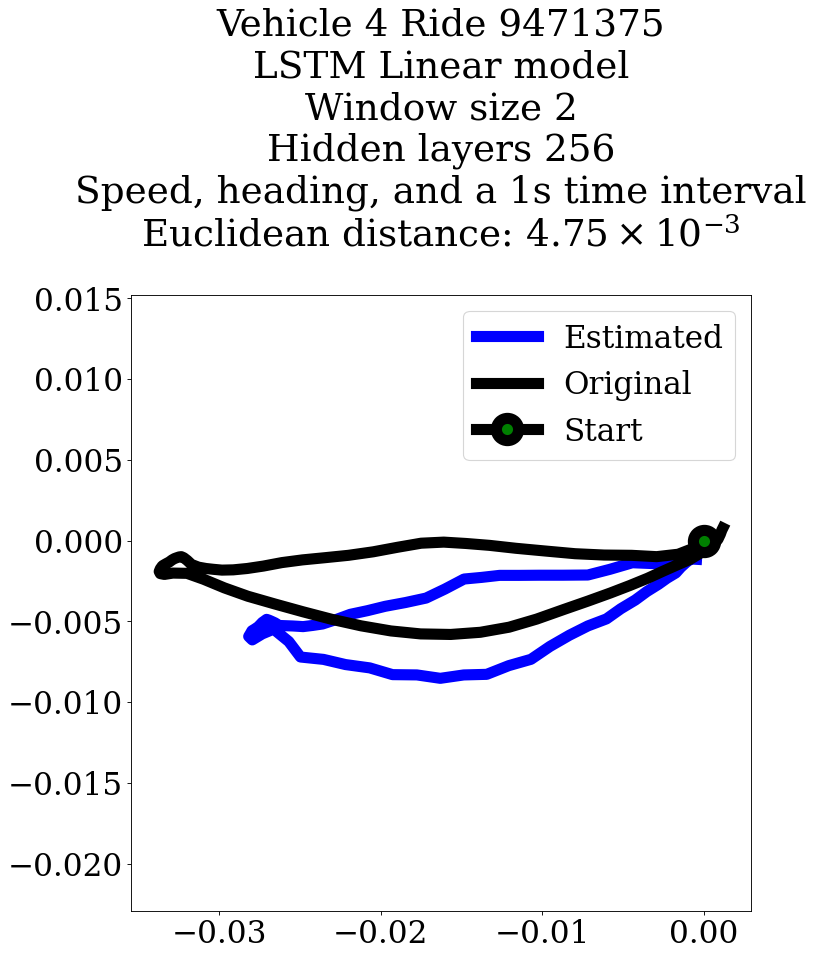 Vehicle 4 Ride 9471375
LSTM Linear model
Window size 2
Hidden layers 256
Speed, heading, and a 1s time interval
Euclidean distance: 4.75 × 10⁻³
Estimated
Original
Start
0.015
0.010
0.005
0.000
−0.005
−0.010
−0.015
−0.020
−0.03 −0.02 −0.01 0.00